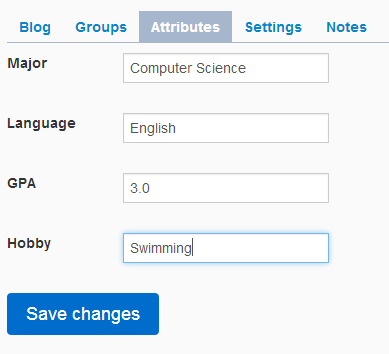 Blog Groups Attributes Settings Notes
Major Computer Science
Language English
GPA 3.0
Hobby Swimming
Save changes